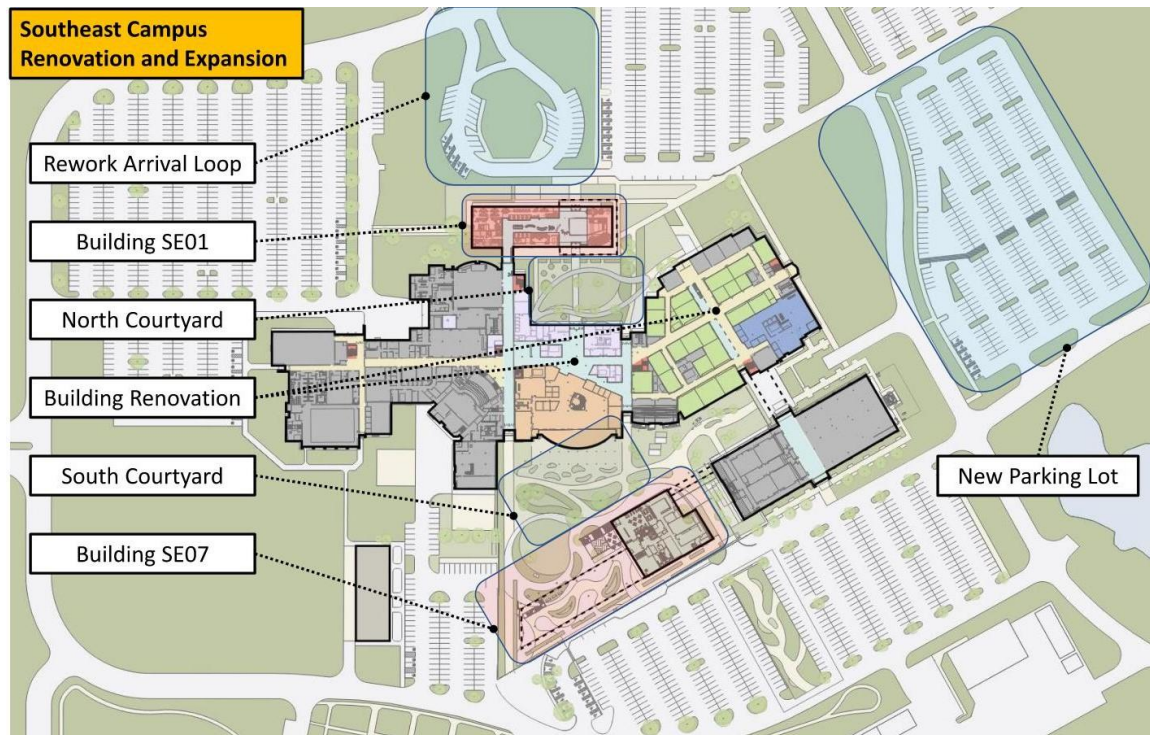 Southeast Campus
Renovation and Expansion
Rework Arrival Loop
Building SE01
North Courtyard
Building Renovation
South Courtyard
Building SE07
New Parking Lot